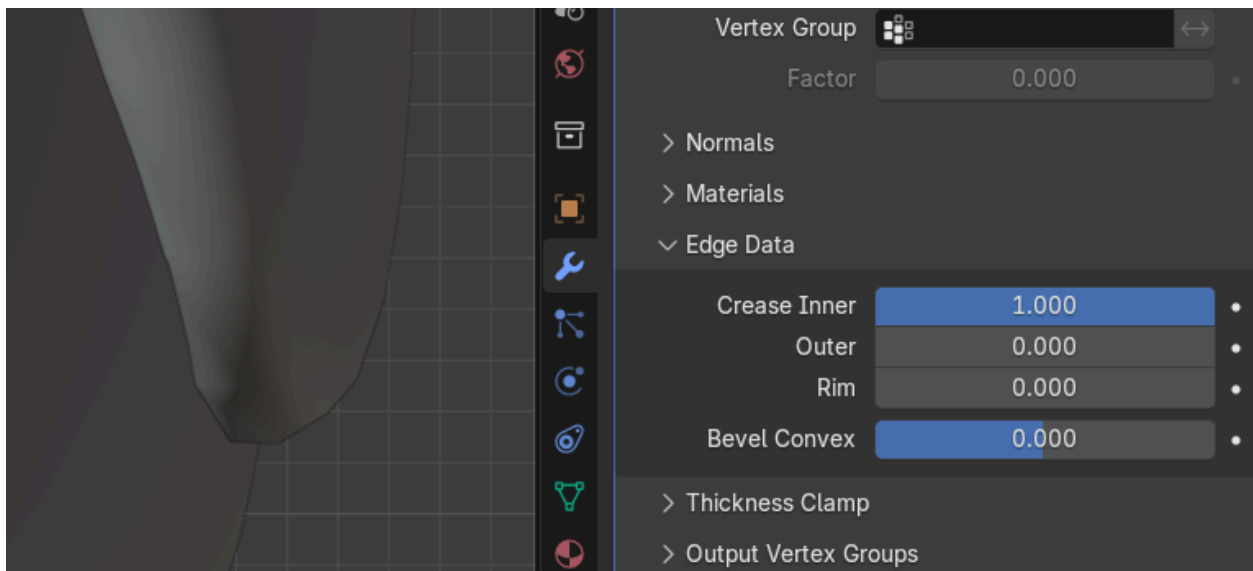 Vertex Group
Factor 0.000
Normals
Materials
Edge Data
Crease Inner 1.000
Outer 0.000
Rim 0.000
Bevel Convex 0.000
Thickness Clamp
Output Vertex Groups